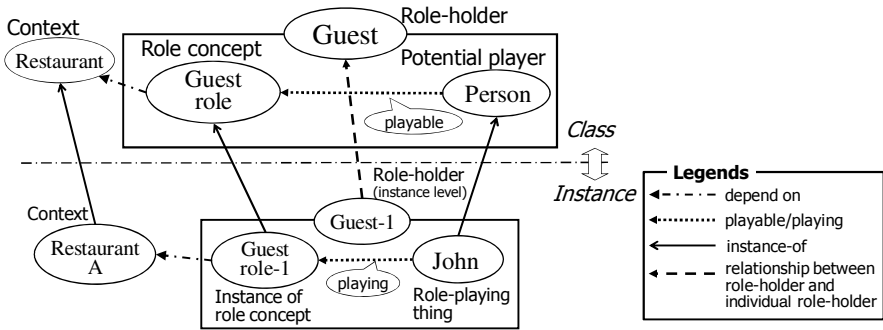 Context
Restaurant
Role-holder
Guest
Role concept
Guest
role
Potential player
Person
playable
Class
Instance
Role-holder
(instance level)
Guest-1
Context
Restaurant
A
Guest
role-1
playing
John
Instance of
role concept
Role-playing
thing
Legends
depend on
playable/playing
instance-of
relationship between
role-holder and
individual role-holder